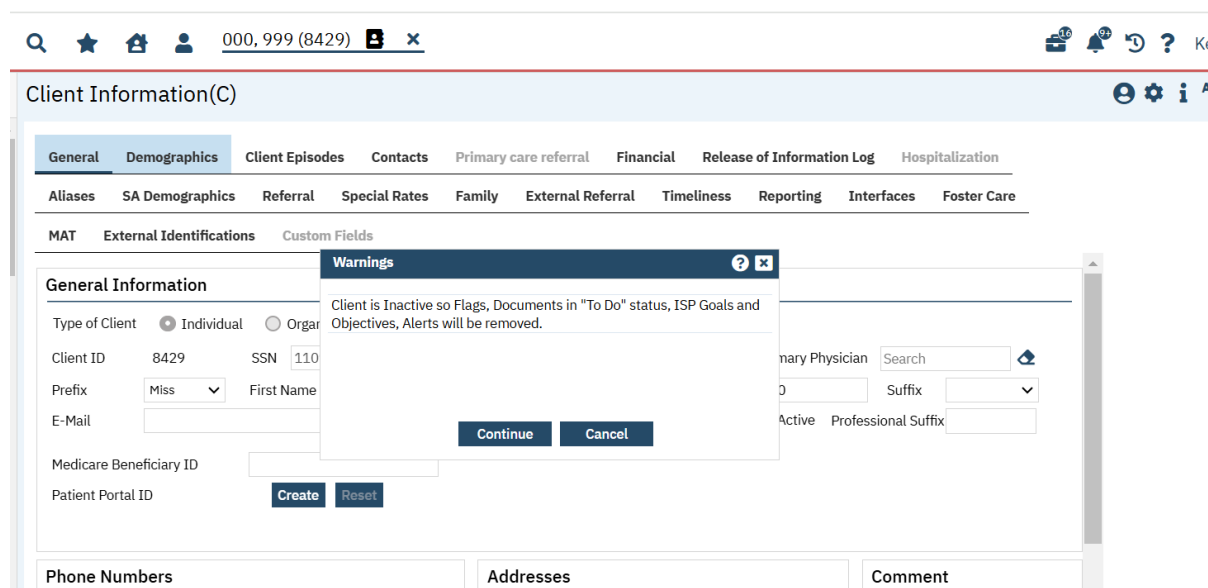 000, 999 (8429)
16
9+
Client Information(C)
General Demographics Client Episodes Contacts Primary care referral Financial Release of Information Log Hospitalization
Aliases SA Demographics Referral Special Rates Family External Referral Timeliness Reporting Interfaces Foster Care
MAT External Identifications Custom Fields
Warnings
Client is Inactive so Flags, Documents in "To Do" status, ISP Goals and
Objectives, Alerts will be removed.
Continue Cancel
General Information
Type of Client Individual Organ
Client ID 8429 SSN 110 mary Physician Search
Prefix Miss First Name 0 Suffix
E-Mail Active Professional Suffix
Medicare Beneficiary ID
Patient Portal ID Create Reset
Phone Numbers Addresses Comment